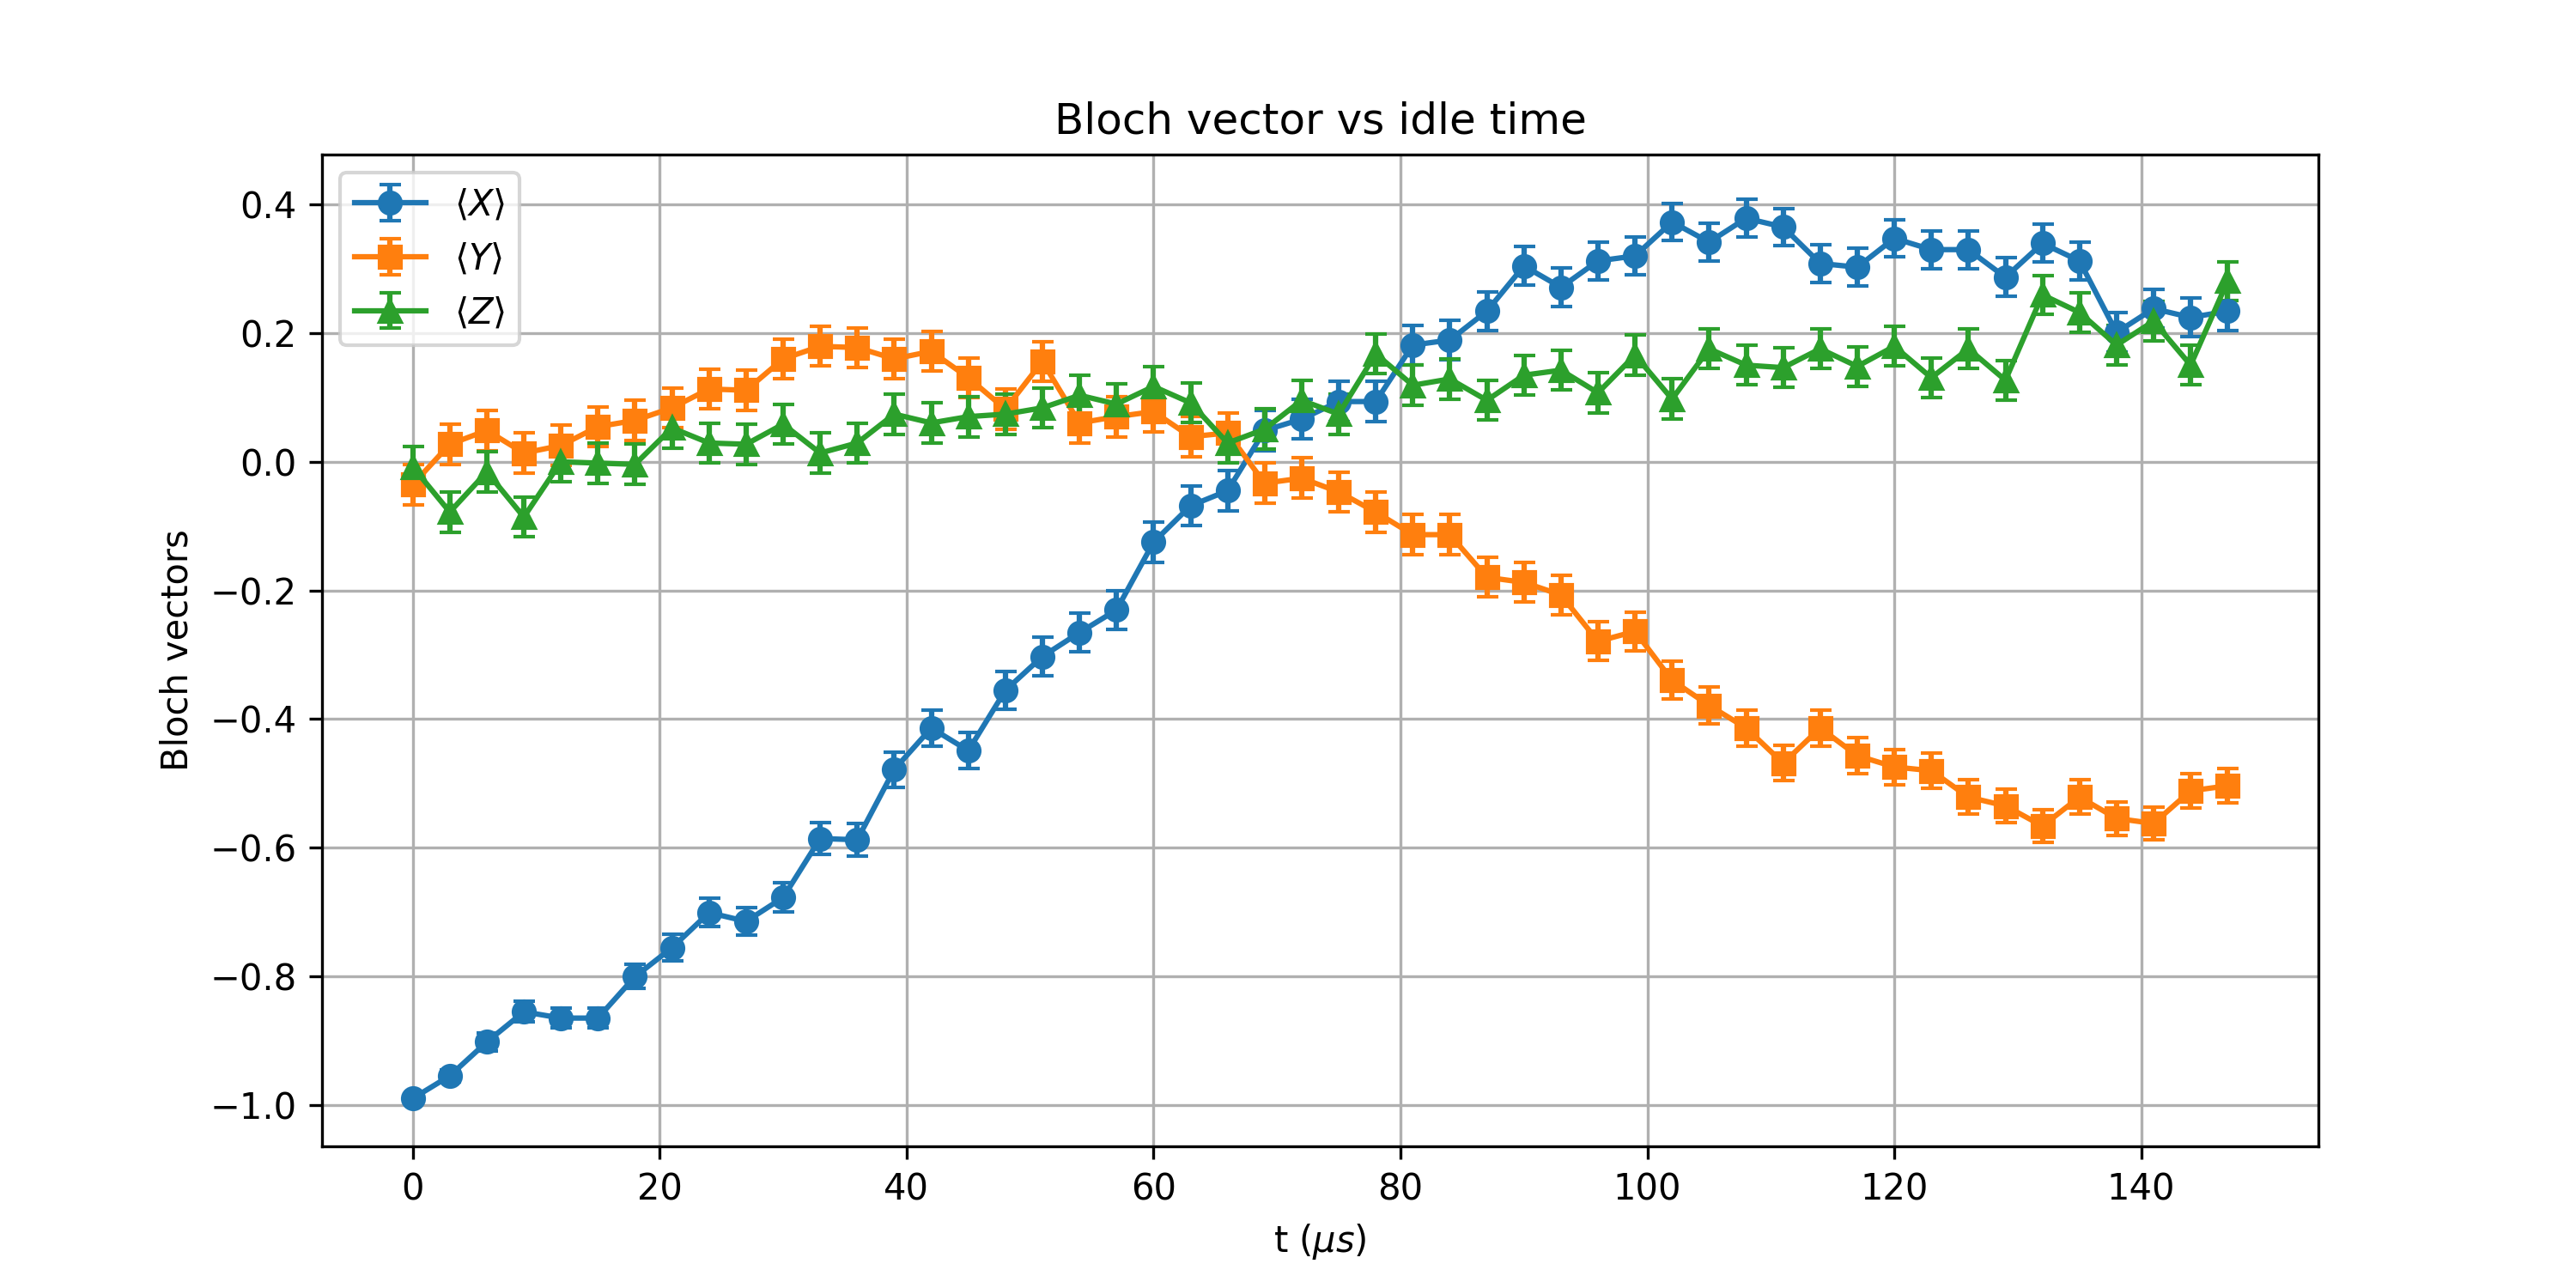 Bloch vector vs idle time
⟨X⟩
⟨Y⟩
⟨Z⟩
Bloch vectors
0.4
0.2
0.0
−0.2
−0.4
−0.6
−0.8
−1.0
0 20 40 60 80 100 120 140
t (μs)